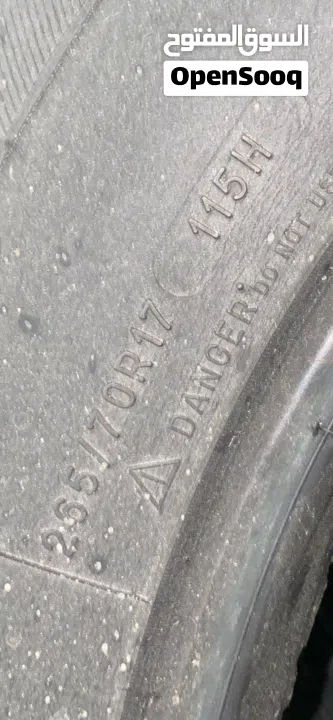 السوق المفتوح
OpenSooq
265/70R17 115H
⚠ DANGER DO NOT